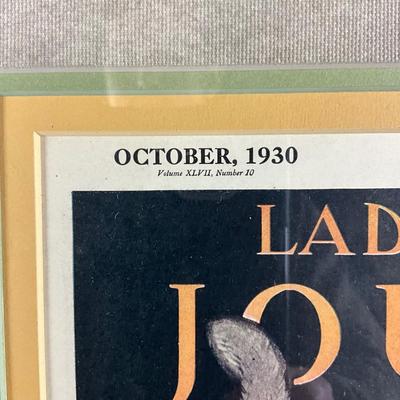 OCTOBER, 1930
Volume XLVII, Number 10
LAD
JOU